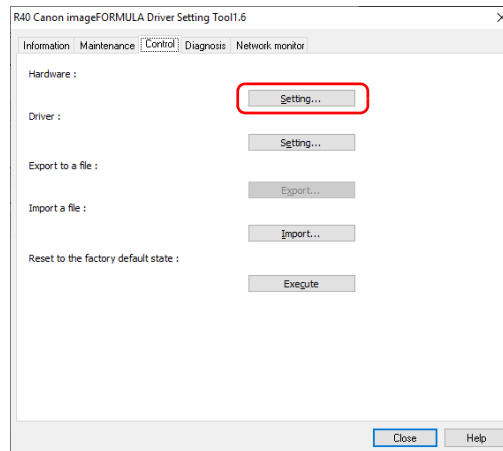 R40 Canon imageFORMULA Driver Setting Tool1.6
Information Maintenance Control Diagnosis Network monitor
Hardware :
Setting...
Driver :
Setting...
Export to a file :
Export...
Import a file :
Import...
Reset to the factory default state :
Execute
Close Help